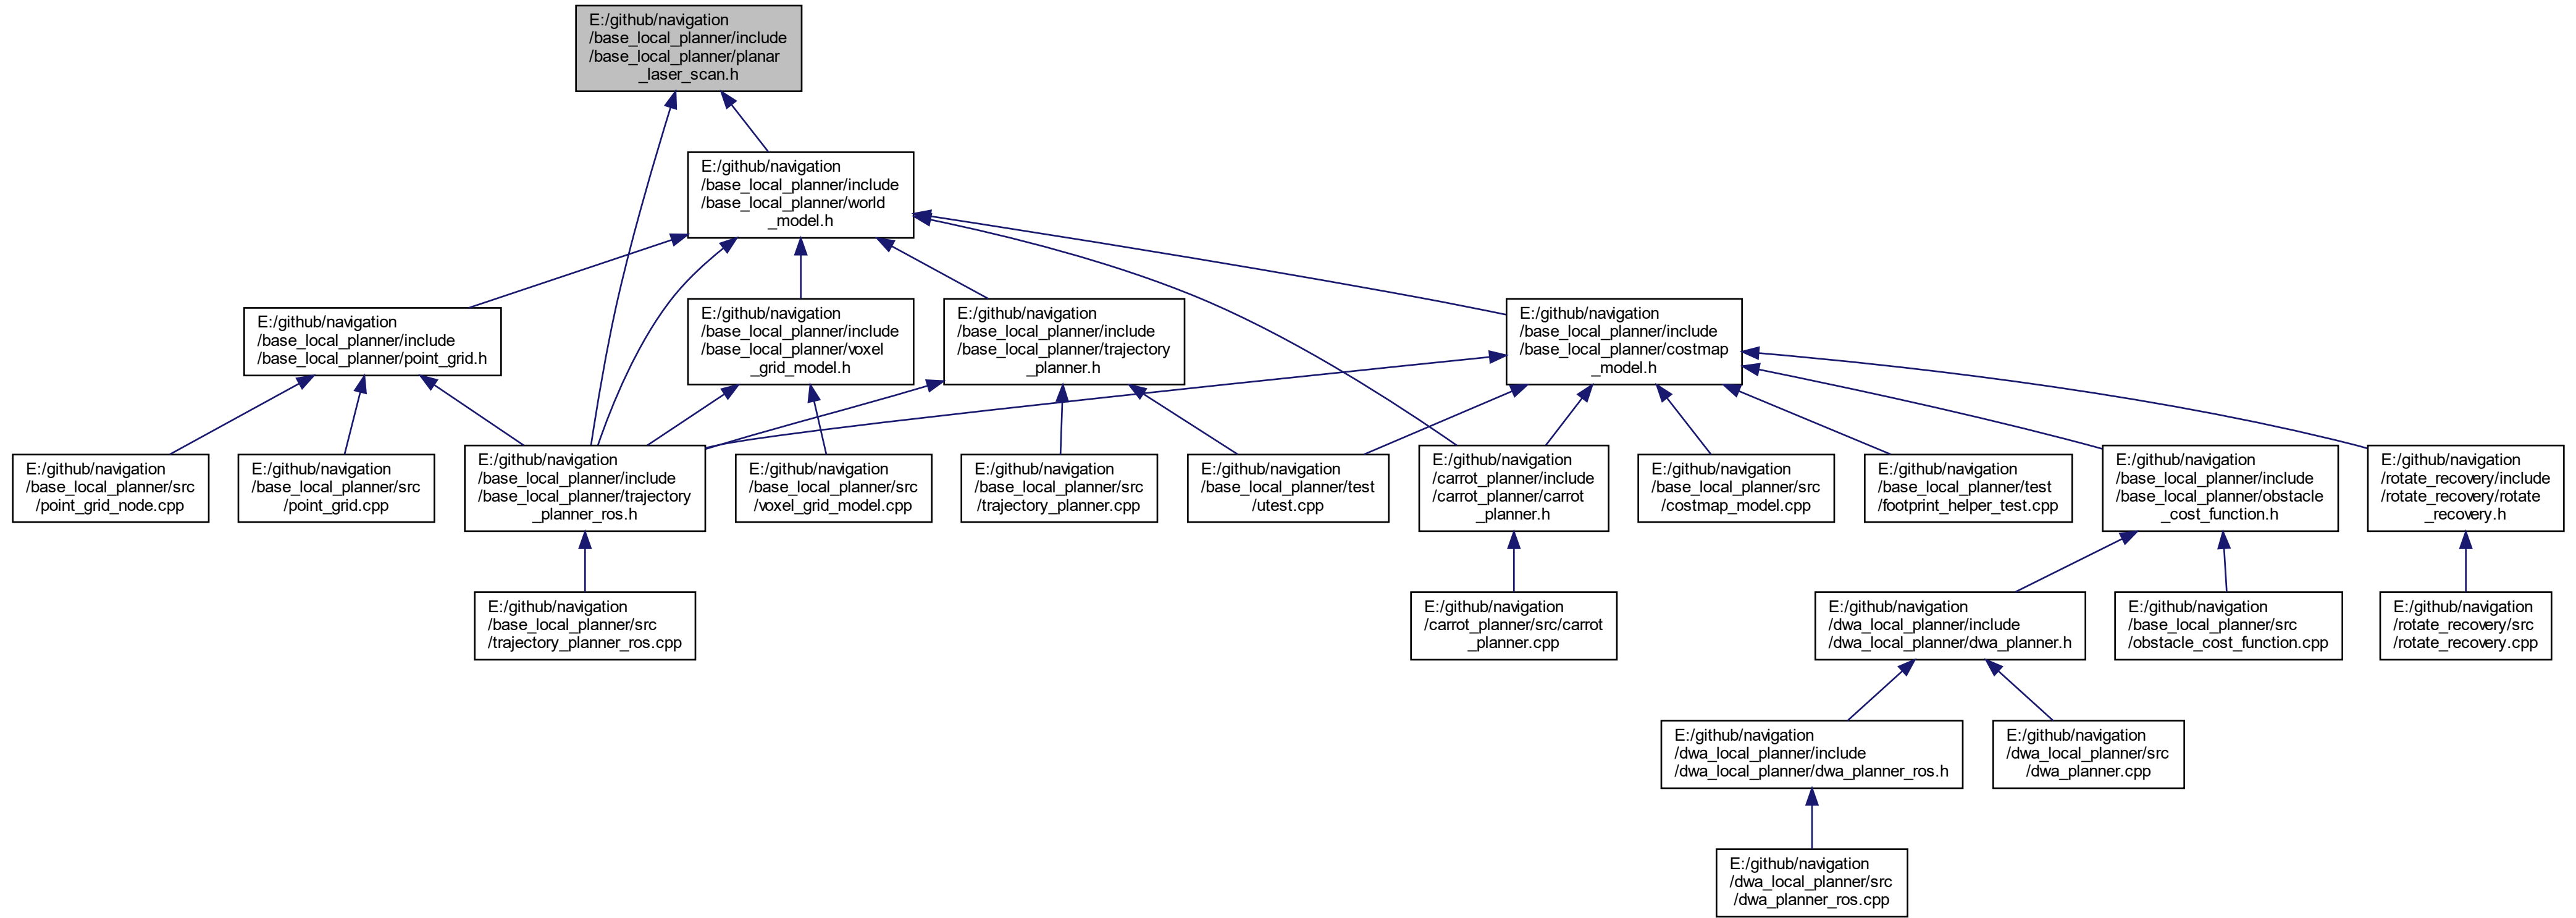 E:/github/navigation
/base_local_planner/include
/base_local_planner/planar
_laser_scan.h
E:/github/navigation
/base_local_planner/include
/base_local_planner/world
_model.h
E:/github/navigation
/base_local_planner/include
/base_local_planner/point_grid.h
E:/github/navigation
/base_local_planner/include
/base_local_planner/voxel
_grid_model.h
E:/github/navigation
/base_local_planner/include
/base_local_planner/trajectory
_planner.h
E:/github/navigation
/base_local_planner/include
/base_local_planner/costmap
_model.h
E:/github/navigation
/base_local_planner/src
/point_grid_node.cpp
E:/github/navigation
/base_local_planner/src
/point_grid.cpp
E:/github/navigation
/base_local_planner/include
/base_local_planner/trajectory
_planner_ros.h
E:/github/navigation
/base_local_planner/src
/voxel_grid_model.cpp
E:/github/navigation
/base_local_planner/src
/trajectory_planner.cpp
E:/github/navigation
/base_local_planner/test
/utest.cpp
E:/github/navigation
/carrot_planner/include
/carrot_planner/carrot
_planner.h
E:/github/navigation
/base_local_planner/src
/costmap_model.cpp
E:/github/navigation
/base_local_planner/test
/footprint_helper_test.cpp
E:/github/navigation
/base_local_planner/include
/base_local_planner/obstacle
_cost_function.h
E:/github/navigation
/rotate_recovery/include
/rotate_recovery/rotate
_recovery.h
E:/github/navigation
/base_local_planner/src
/trajectory_planner_ros.cpp
E:/github/navigation
/carrot_planner/src/carrot
_planner.cpp
E:/github/navigation
/dwa_local_planner/include
/dwa_local_planner/dwa_planner.h
E:/github/navigation
/base_local_planner/src
/obstacle_cost_function.cpp
E:/github/navigation
/rotate_recovery/src
/rotate_recovery.cpp
E:/github/navigation
/dwa_local_planner/include
/dwa_local_planner/dwa_planner_ros.h
E:/github/navigation
/dwa_local_planner/src
/dwa_planner.cpp
E:/github/navigation
/dwa_local_planner/src
/dwa_planner_ros.cpp